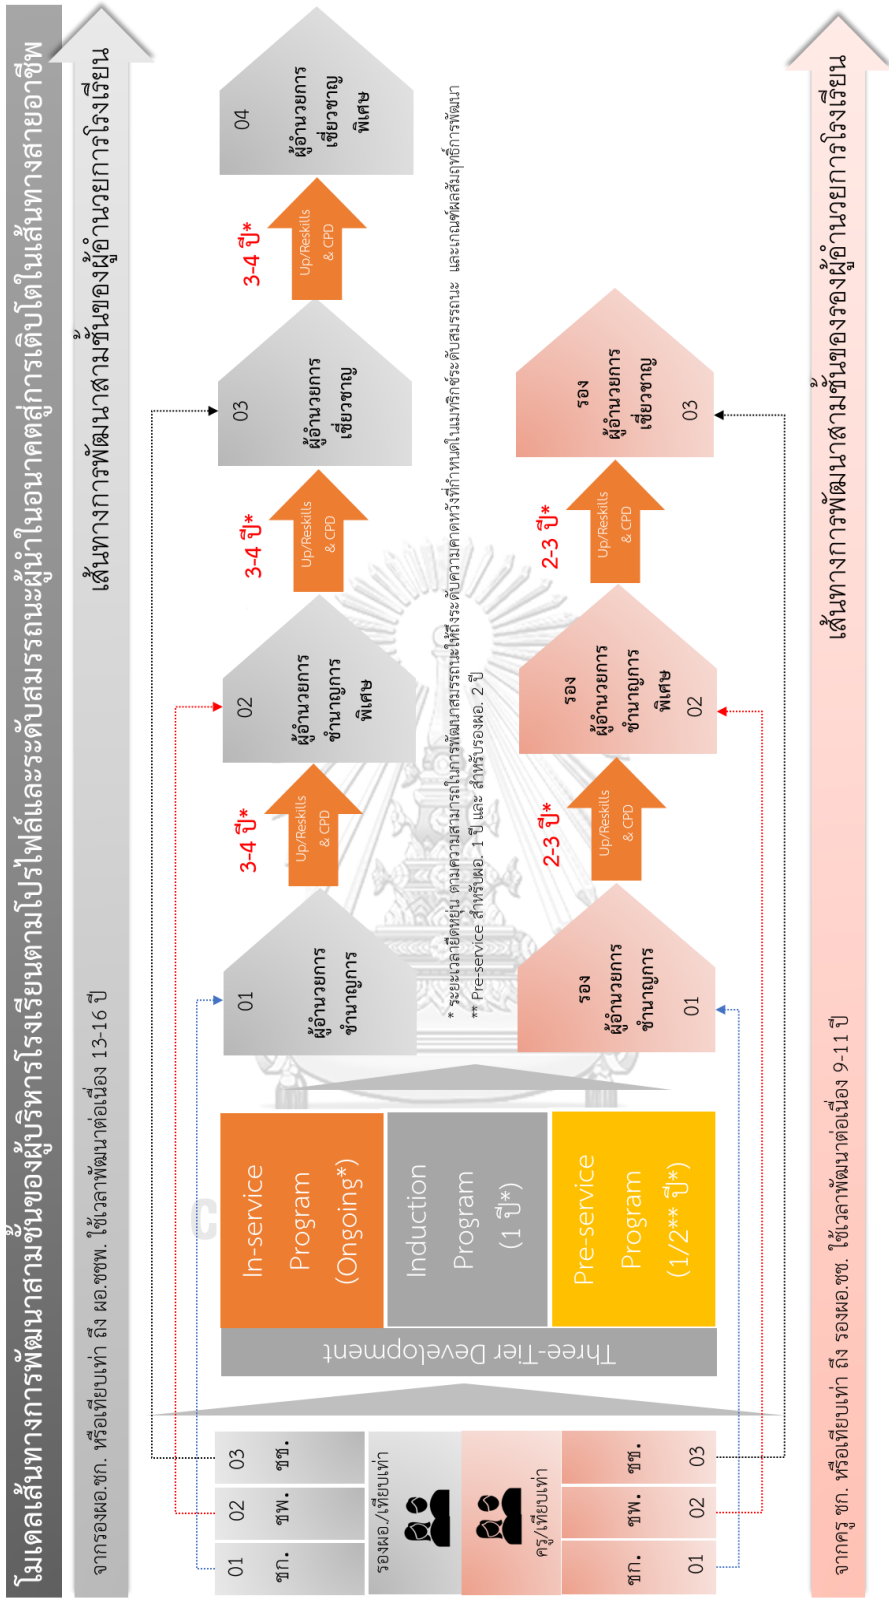 โมเดลเส้นทางการพัฒนาสามชั้นของผู้บริหารโรงเรียนตามโปรไฟล์และระดับสมรรถนะผู้นำในอนาคตสู่การเติบโตในเส้นทางสายอาชีพ
เส้นทางการพัฒนาสามชั้นของผู้อำนวยการโรงเรียน
จากรองผอ.ชก. หรือเทียบเท่า ถึง ผอ.ชชพ. ใช้เวลาพัฒนาต่อเนื่อง 13-16 ปี
01
ชก.
02
ชพ.
03
ชช.
รองผอ./เทียบเท่า
ครู/เทียบเท่า
ชก.
01
ชพ.
02
ชช.
03
Three-Tier Development
In-service
Program
(Ongoing*)
Induction
Program
(1 ปี*)
Pre-service
Program
(1/2** ปี*)
01
ผู้อำนวยการ
ชำนาญการ
3-4 ปี*
Up/Reskills
& CPD
02
ผู้อำนวยการ
ชำนาญการ
พิเศษ
3-4 ปี*
Up/Reskills
& CPD
03
ผู้อำนวยการ
เชี่ยวชาญ
3-4 ปี*
Up/Reskills
& CPD
04
ผู้อำนวยการ
เชี่ยวชาญ
พิเศษ
* ระยะเวลายืดหยุ่น ตามความสามารถในการพัฒนาสมรรถนะให้ถึงระดับความคาดหวังที่กำหนดในเมทริกซ์ระดับสมรรถนะ และเกณฑ์ผลสัมฤทธิ์การพัฒนา
** Pre-service สำหรับผอ. 1 ปี และ สำหรับรองผอ. 2 ปี
รอง
ผู้อำนวยการ
ชำนาญการ
01
2-3 ปี*
Up/Reskills
& CPD
รอง
ผู้อำนวยการ
ชำนาญการ
พิเศษ
02
2-3 ปี*
Up/Reskills
& CPD
รอง
ผู้อำนวยการ
เชี่ยวชาญ
03
เส้นทางการพัฒนาสามชั้นของรองผู้อำนวยการโรงเรียน
จากครู ชก. หรือเทียบเท่า ถึง รองผอ.ชช. ใช้เวลาพัฒนาต่อเนื่อง 9-11 ปี